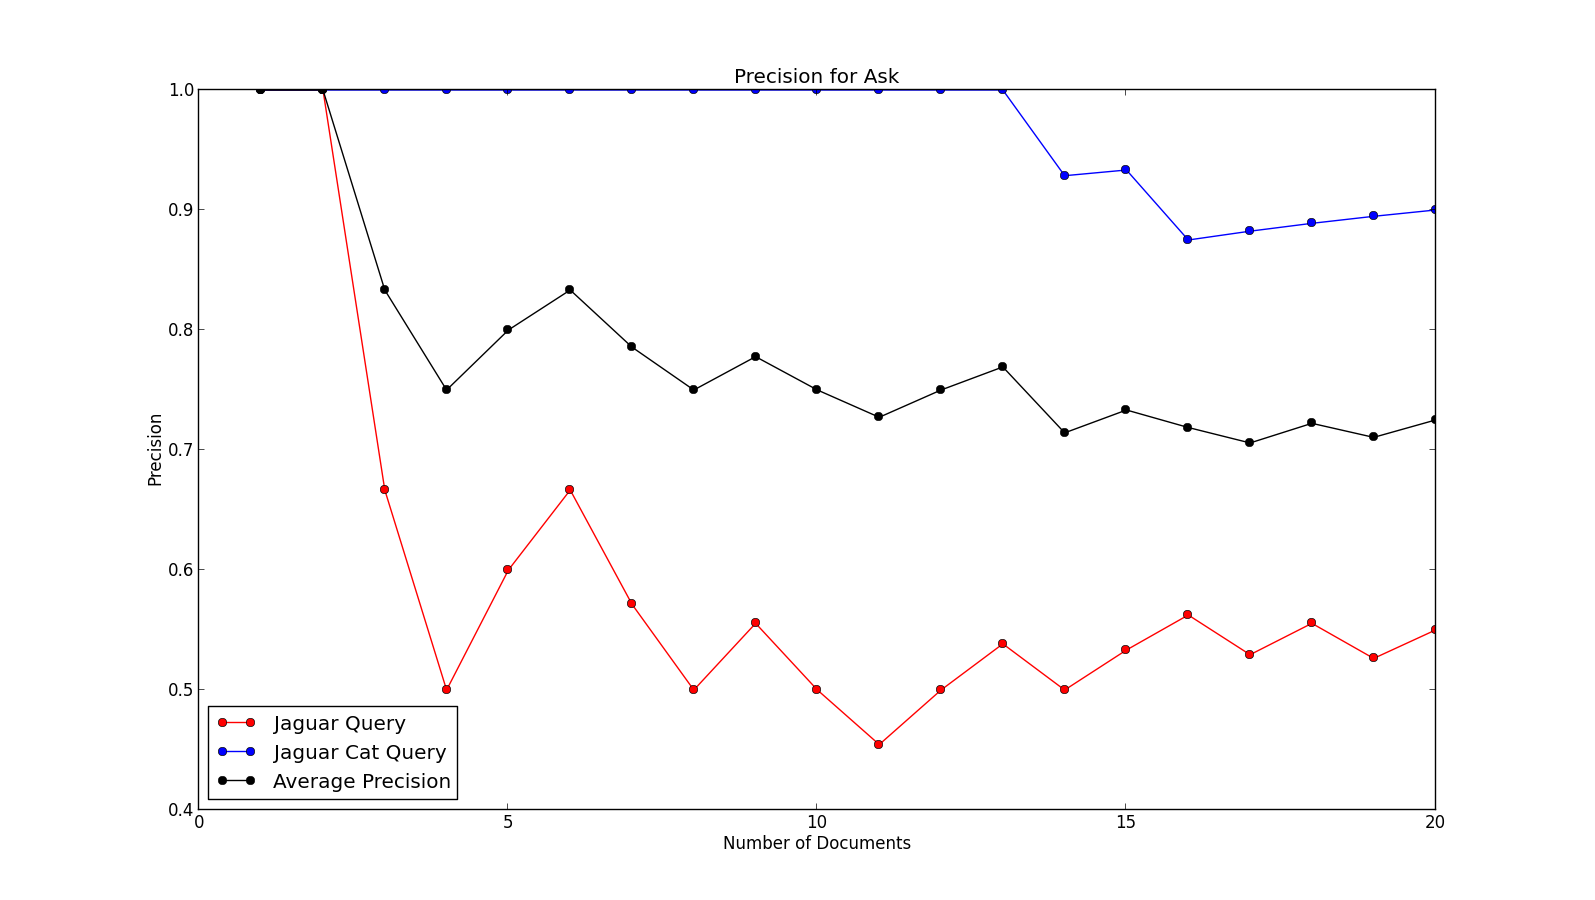 Precision for Ask
1.0
0.9
0.8
0.7
0.6
0.5
0.4
Precision
Jaguar Query
Jaguar Cat Query
Average Precision
0 5 10 15 20
Number of Documents